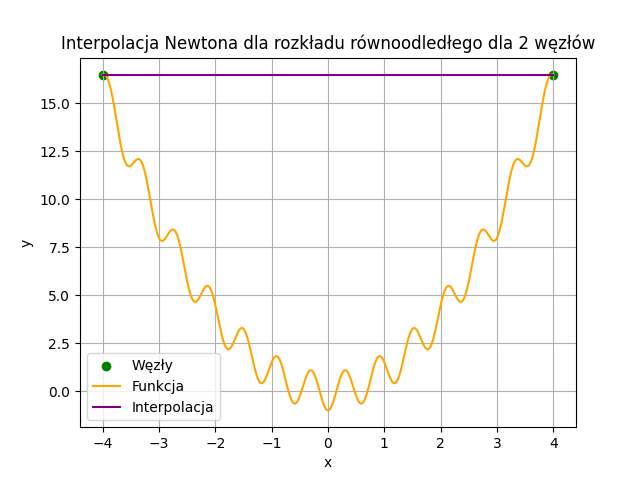 Interpolacja Newtona dla rozkładu równoodledłego dla 2 węzłów
15.0
12.5
10.0
7.5
5.0
2.5
0.0
y
Węzły
Funkcja
Interpolacja
−4 −3 −2 −1 0 1 2 3 4
x